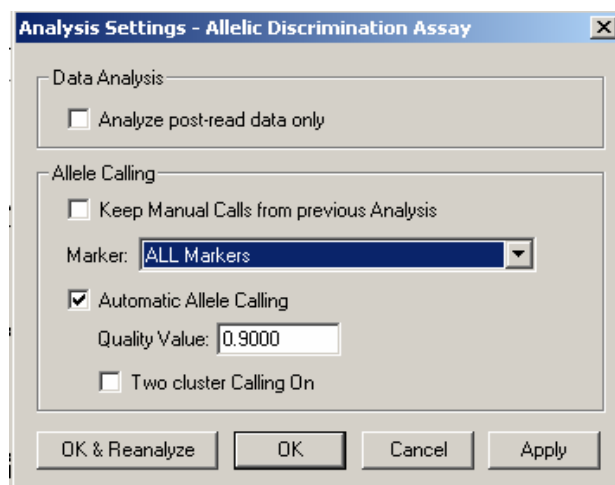 Analysis Settings - Allelic Discrimination Assay
Data Analysis
Analyze post-read data only
Allele Calling
Keep Manual Calls from previous Analysis
Marker: ALL Markers
Automatic Allele Calling
Quality Value: 0.9000
Two cluster Calling On
OK & Reanalyze OK Cancel Apply